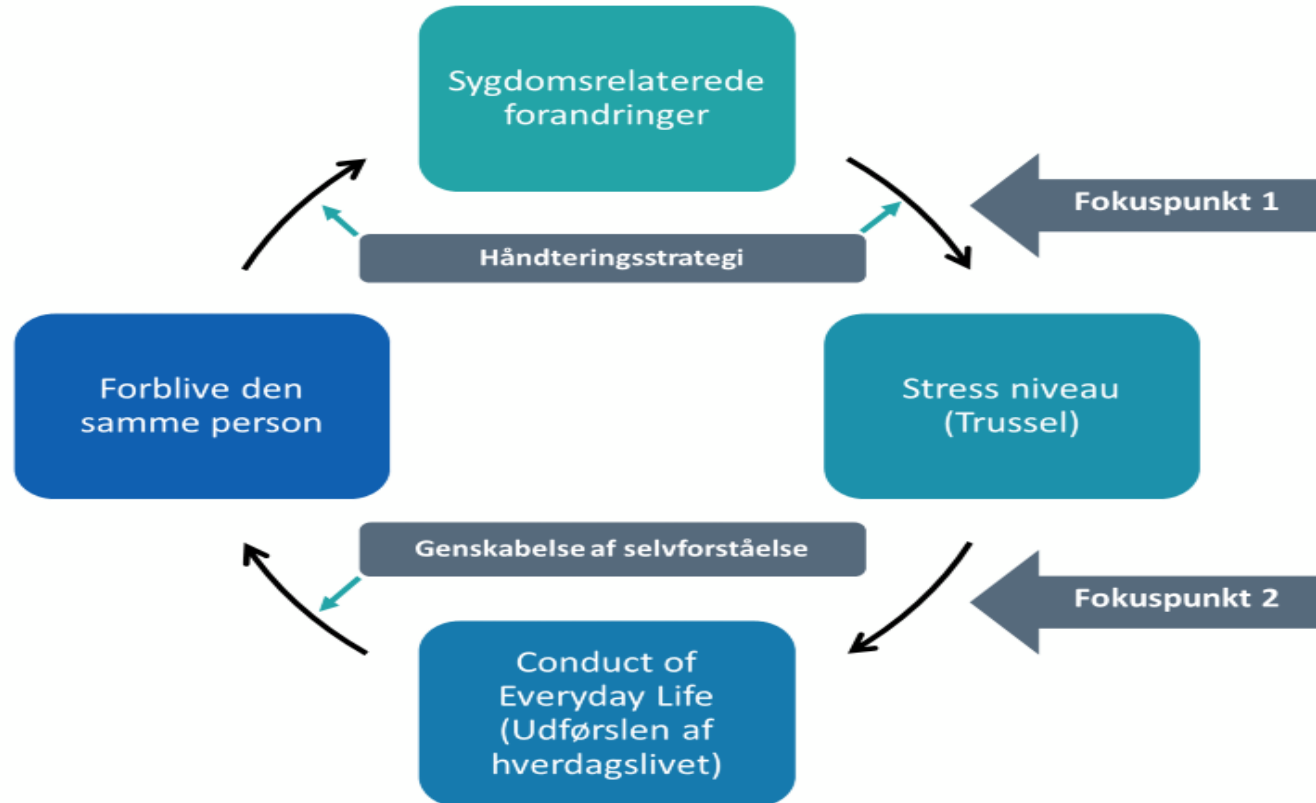 Sygdomsrelaterede
forandringer
Fokuspunkt 1
Håndteringsstrategi
Forblive den
samme person
Stress niveau
(Trussel)
Genskabelse af selvforståelse
Fokuspunkt 2
Conduct of
Everyday Life
(Udførslen af
hverdagslivet)